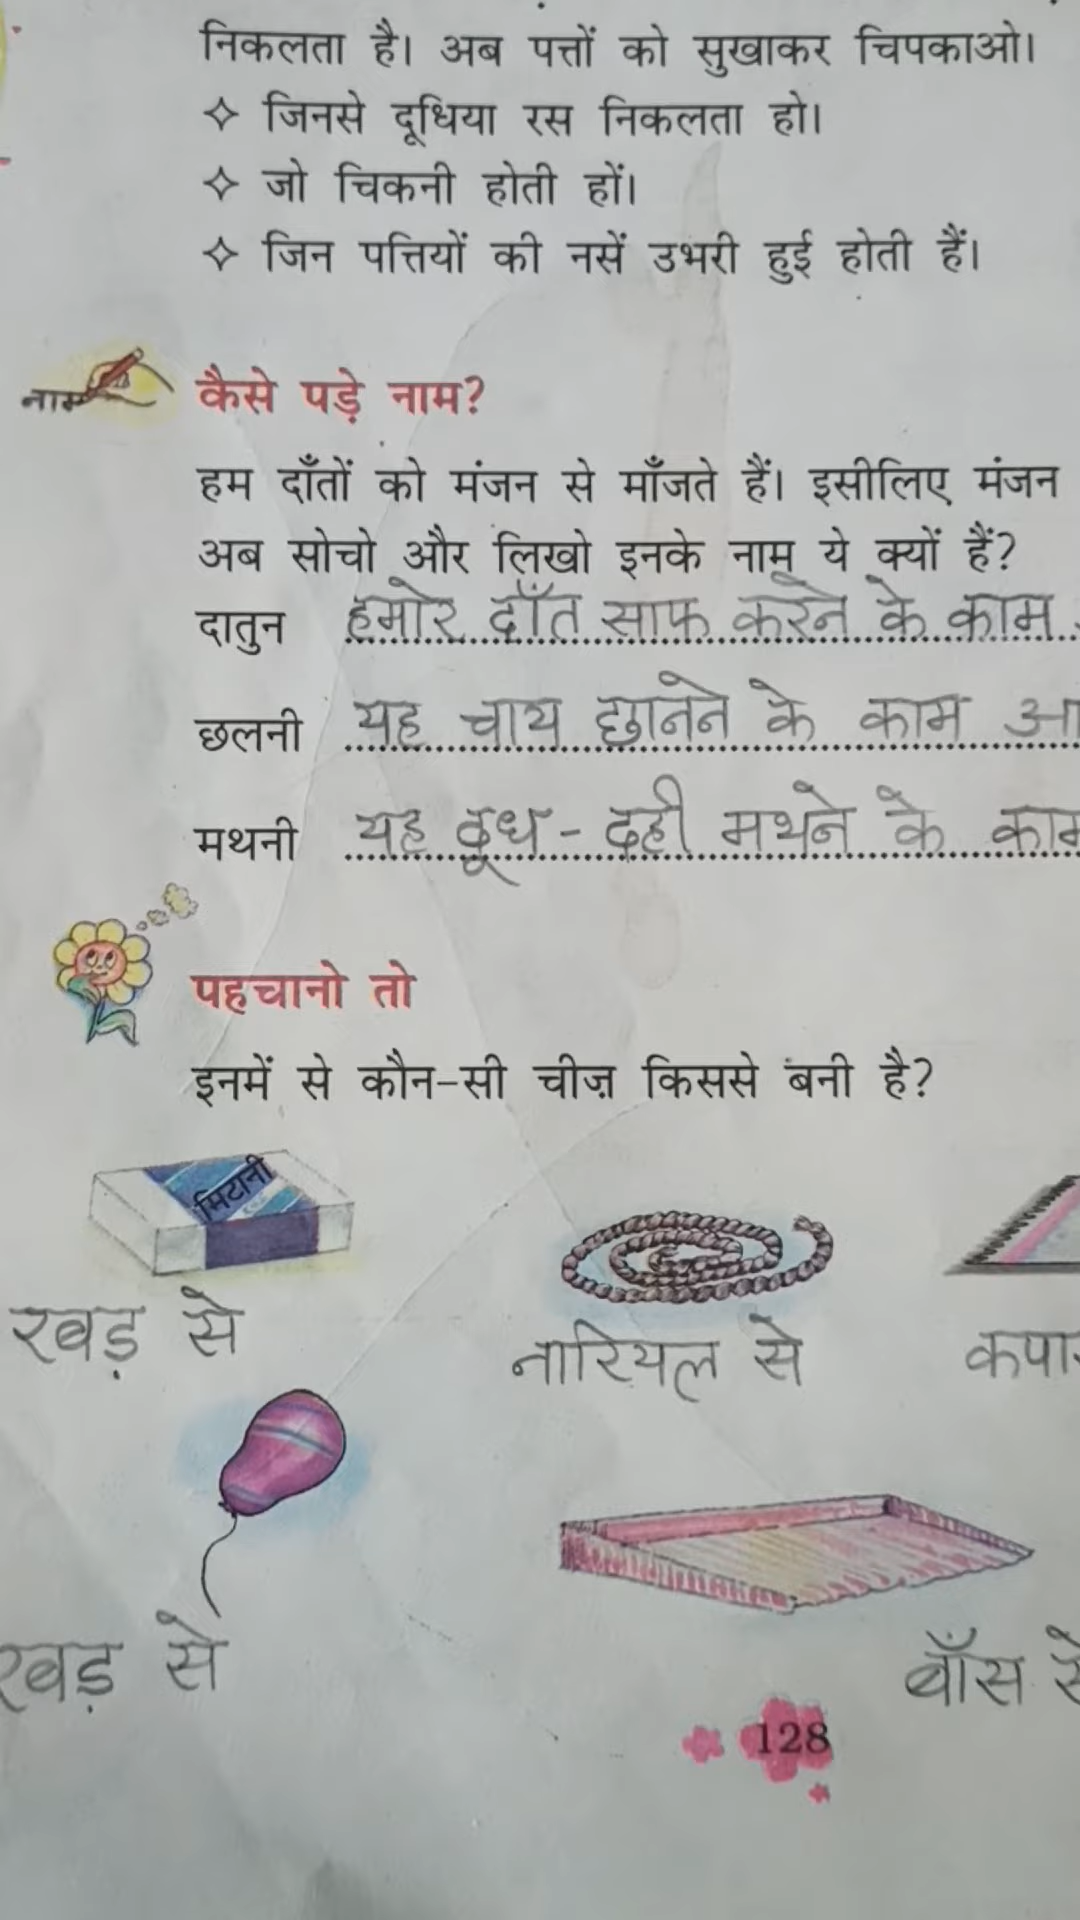 निकलता है। अब पत्तों को सुखाकर चिपकाओ।
✧ जिनसे दूधिया रस निकलता हो।
✧ जो चिकनी होती हों।
✧ जिन पत्तियों की नसें उभरी हुई होती हैं।
नाम
कैसे पड़े नाम?
हम दाँतों को मंजन से माँजते हैं। इसीलिए मंजन
अब सोचो और लिखो इनके नाम ये क्यों हैं?
दातुन हमोरे दाँत साफ करने के काम
छलनी यह चाय छानने के काम आ
मथनी यह दूध - दही मथने के काम
पहचानो तो
इनमें से कौन-सी चीज़ किससे बनी है?
मिटानी
रबड़ से नारियल से कपा
रबड़ से बाँस से
128